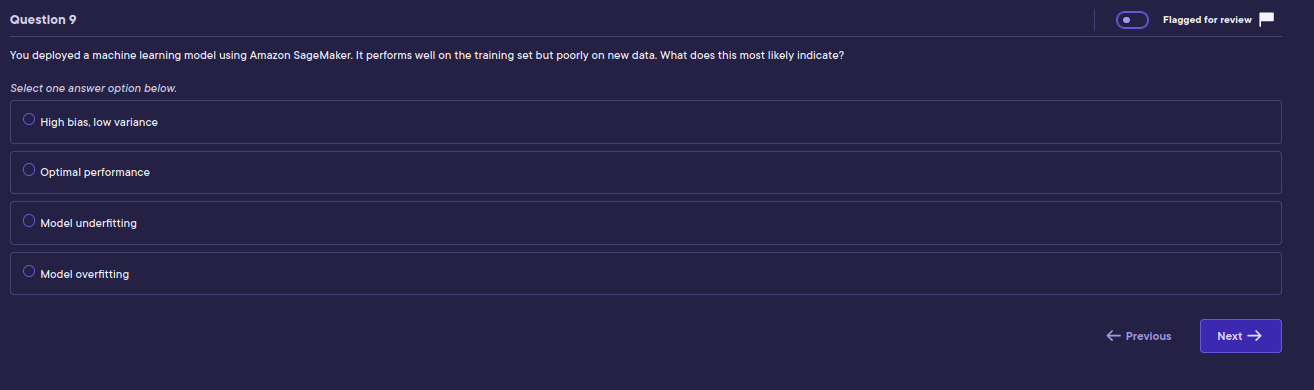 Question 9
Flagged for review
You deployed a machine learning model using Amazon SageMaker. It performs well on the training set but poorly on new data. What does this most likely indicate?
Select one answer option below.
High bias, low variance
Optimal performance
Model underfitting
Model overfitting
Previous
Next